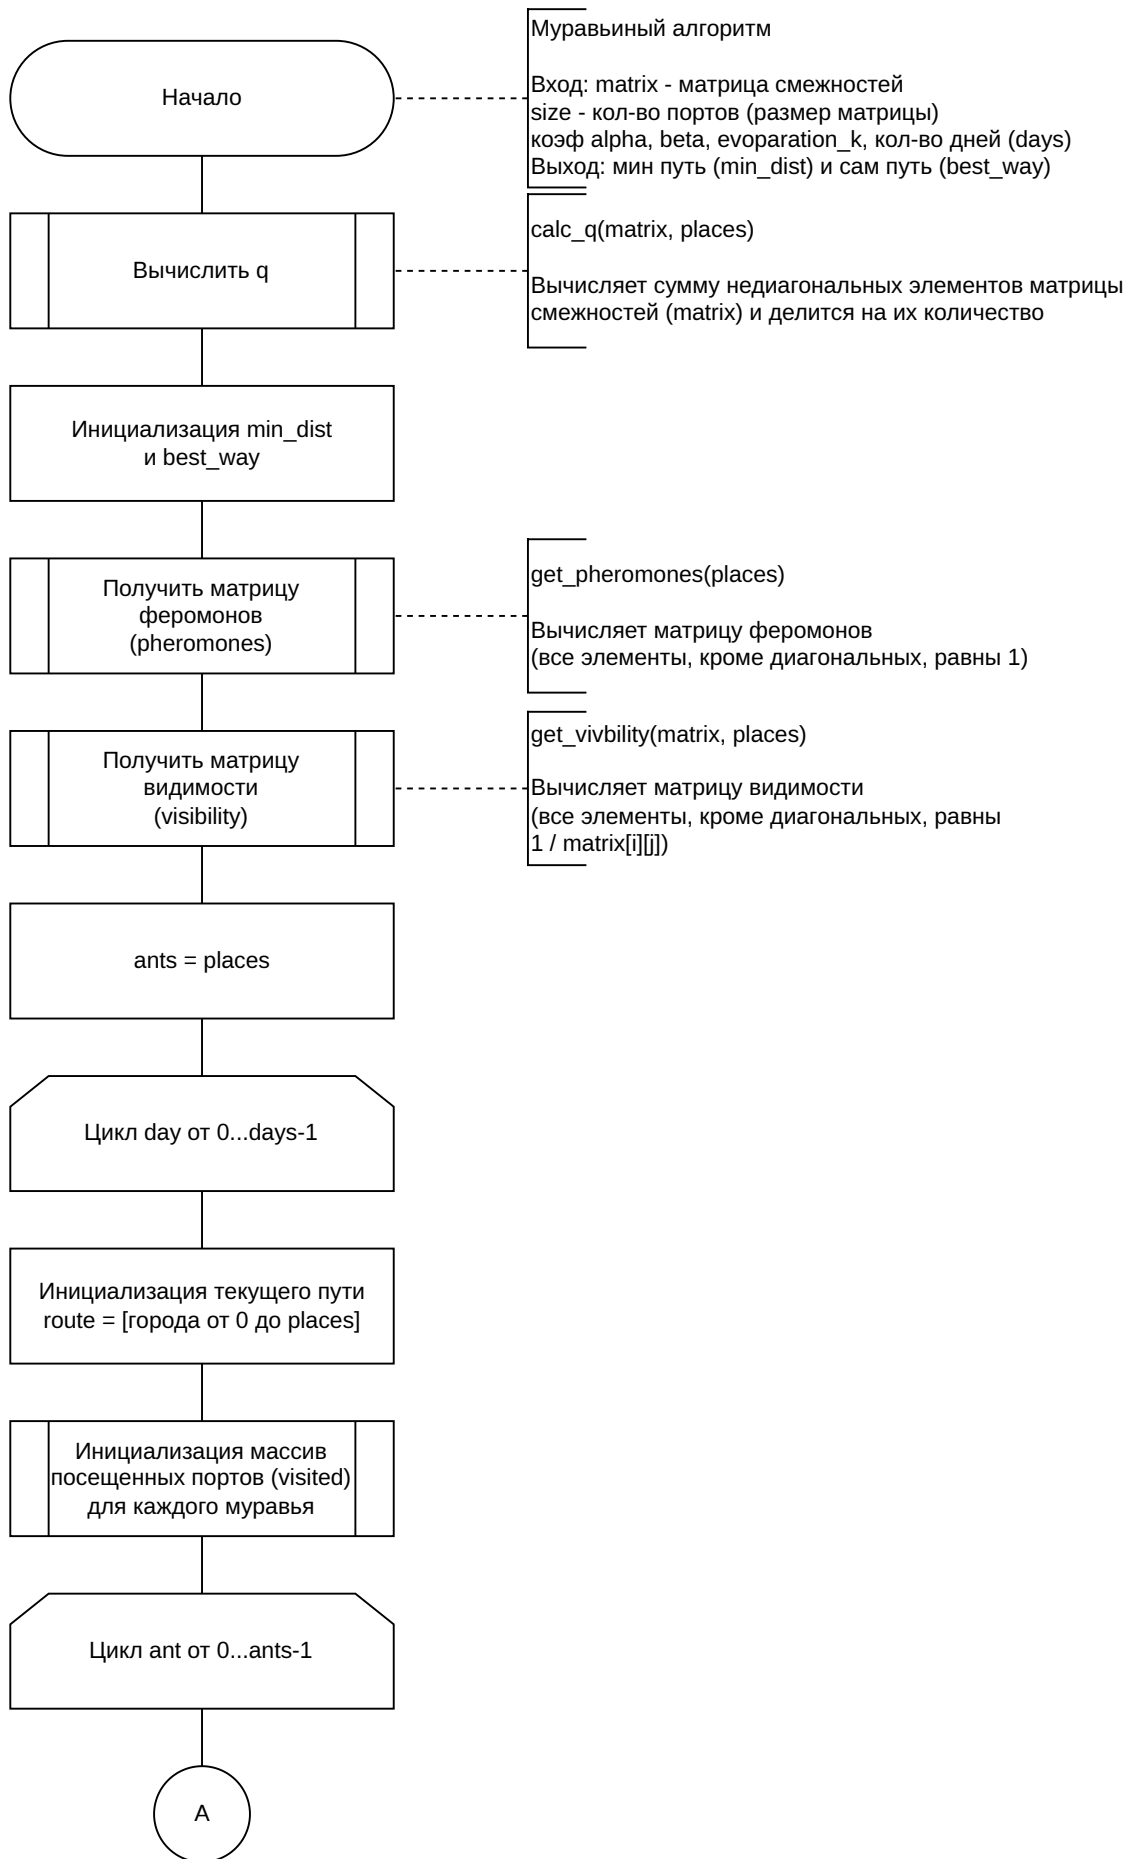 Начало
Муравьиный алгоритм
Вход: matrix - матрица смежностей
size - кол-во портов (размер матрицы)
коэф alpha, beta, evoparation_k, кол-во дней (days)
Выход: мин путь (min_dist) и сам путь (best_way)
Вычислить q
calc_q(matrix, places)
Вычисляет сумму недиагональных элементов матрицы
смежностей (matrix) и делится на их количество
Инициализация min_dist
и best_way
Получить матрицу
феромонов
(pheromones)
get_pheromones(places)
Вычисляет матрицу феромонов
(все элементы, кроме диагональных, равны 1)
Получить матрицу
видимости
(visibility)
get_vivbility(matrix, places)
Вычисляет матрицу видимости
(все элементы, кроме диагональных, равны
1 / matrix[i][j])
ants = places
Цикл day от 0...days-1
Инициализация текущего пути
route = [города от 0 до places]
Инициализация массив
посещенных портов (visited)
для каждого муравья
Цикл ant от 0...ants-1
A